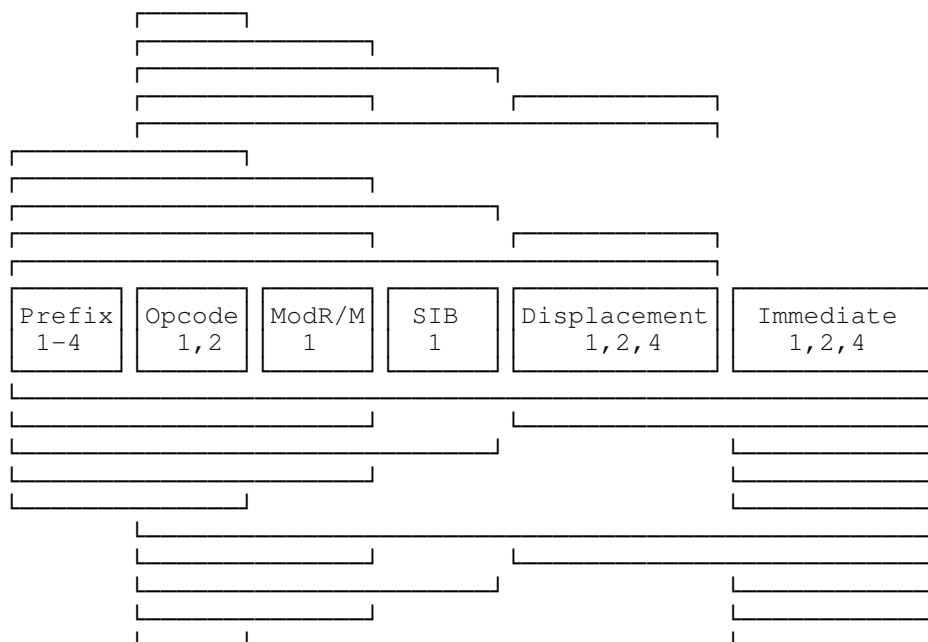 Prefix Opcode ModR/M SIB Displacement Immediate
1-4 1,2 1 1 1,2,4 1,2,4